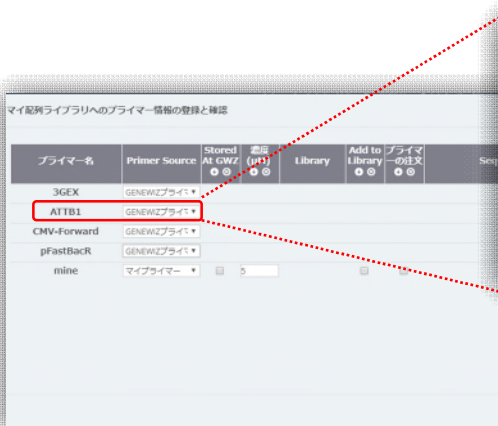 マイ配列ライブラリへのプライマー情報の登録と確認
プライマー名 Primer Source Stored At GWZ 濃度 (μM) Library Add to Library プライマーの注文 Seq
3GEX GENEWIZプライマ
ATTB1 GENEWIZプライマ
CMV-Forward GENEWIZプライマ
pFastBacR GENEWIZプライマ
mine マイプライマー 5